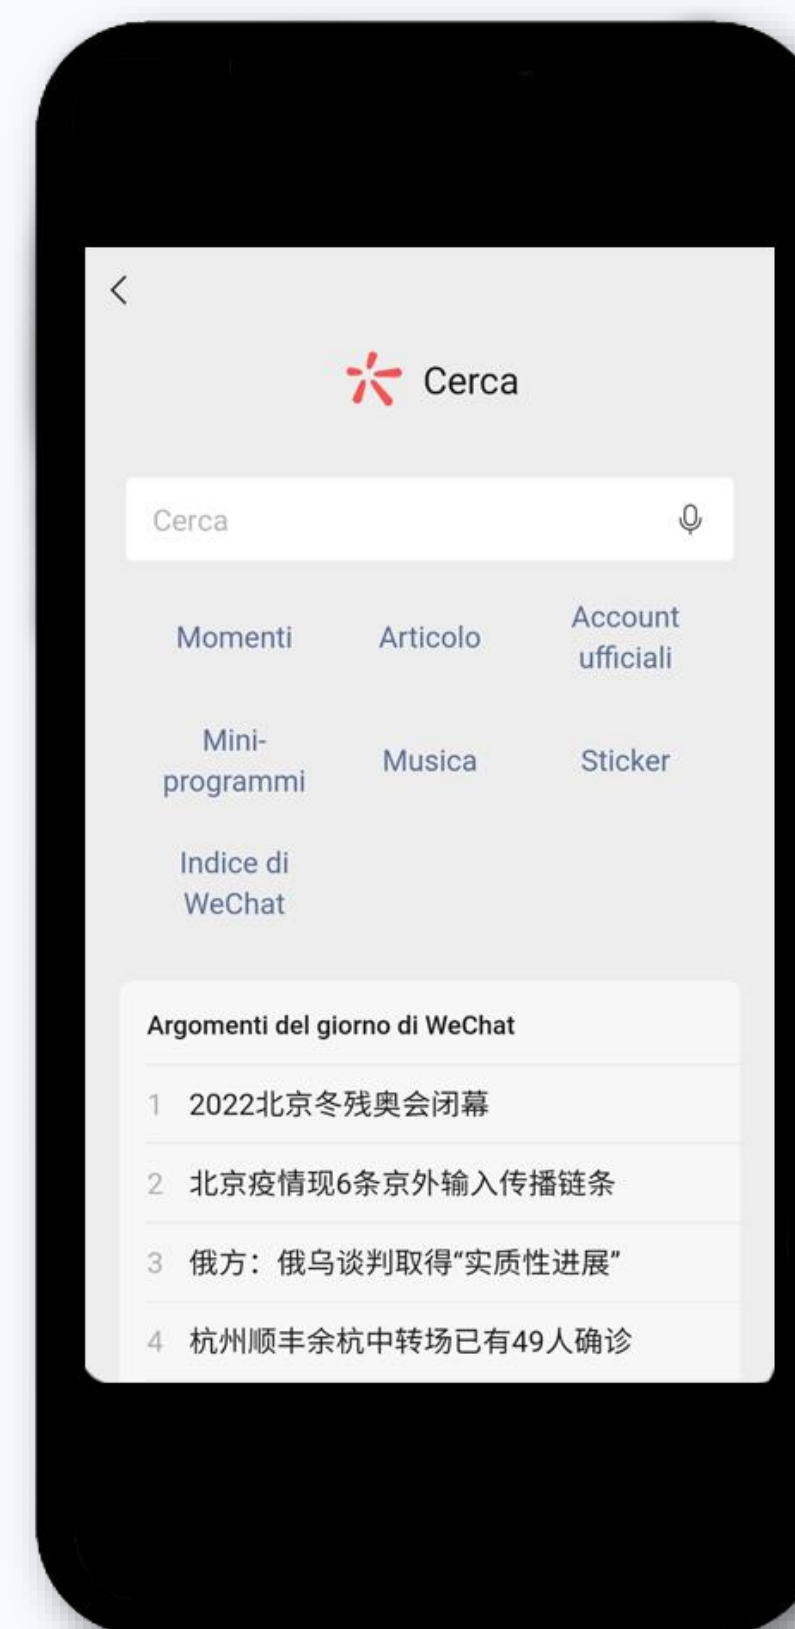 Cerca
Cerca
Momenti
Articolo
Account
ufficiali
Mini-
programmi
Musica
Sticker
Indice di
WeChat
Argomenti del giorno di WeChat
1 2022北京冬残奥会闭幕
2 北京疫情现6条京外输入传播链条
3 俄方：俄乌谈判取得“实质性进展”
4 杭州顺丰余杭中转场已有49人确诊